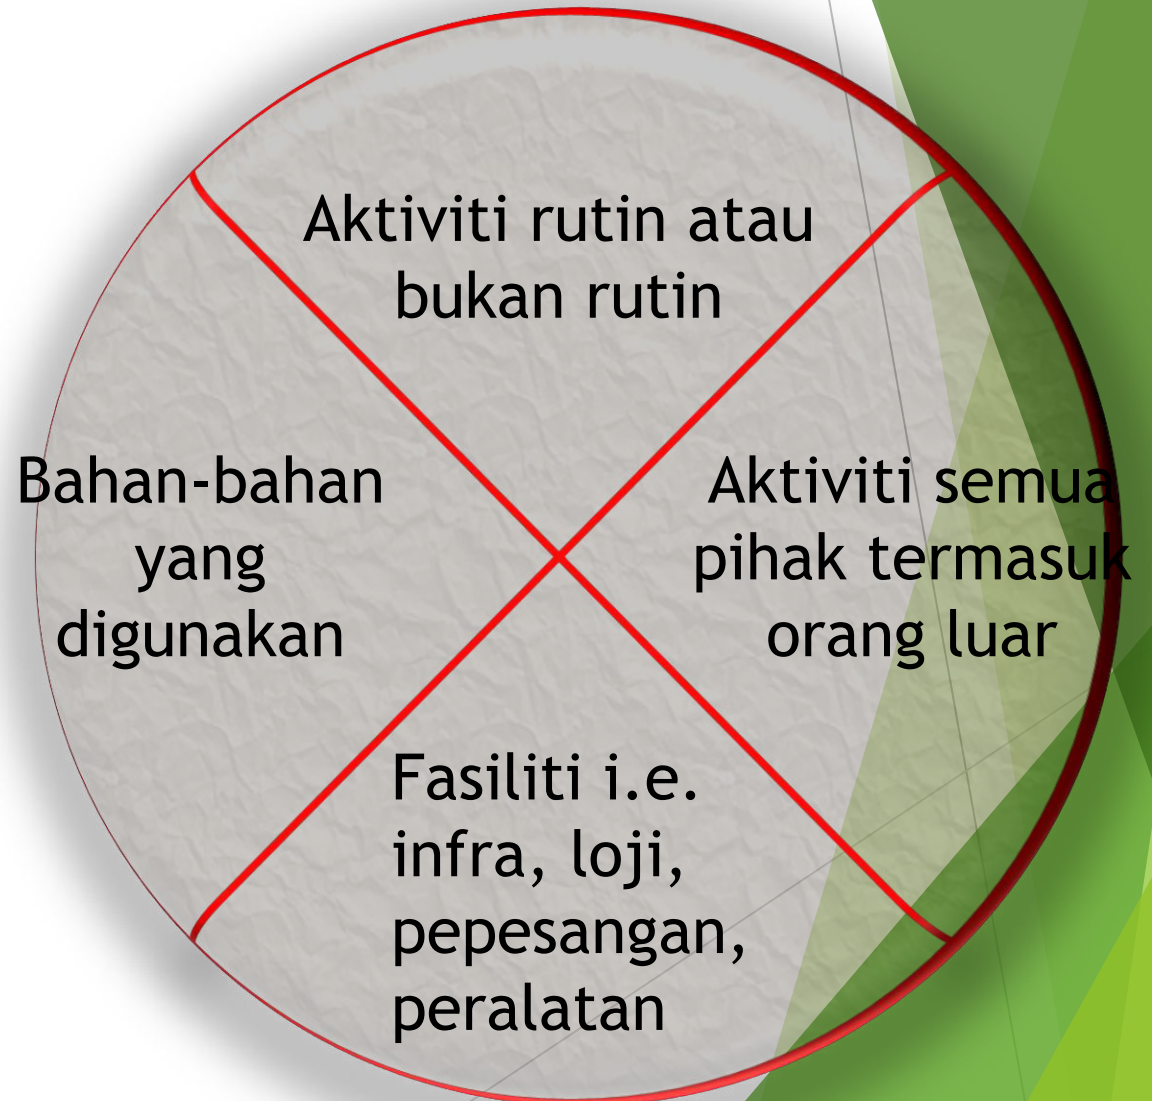 Aktiviti rutin atau
bukan rutin
Bahan-bahan
yang
digunakan
Aktiviti semua
pihak termasuk
orang luar
Fasiliti i.e.
infra, loji,
pepesangan,
peralatan